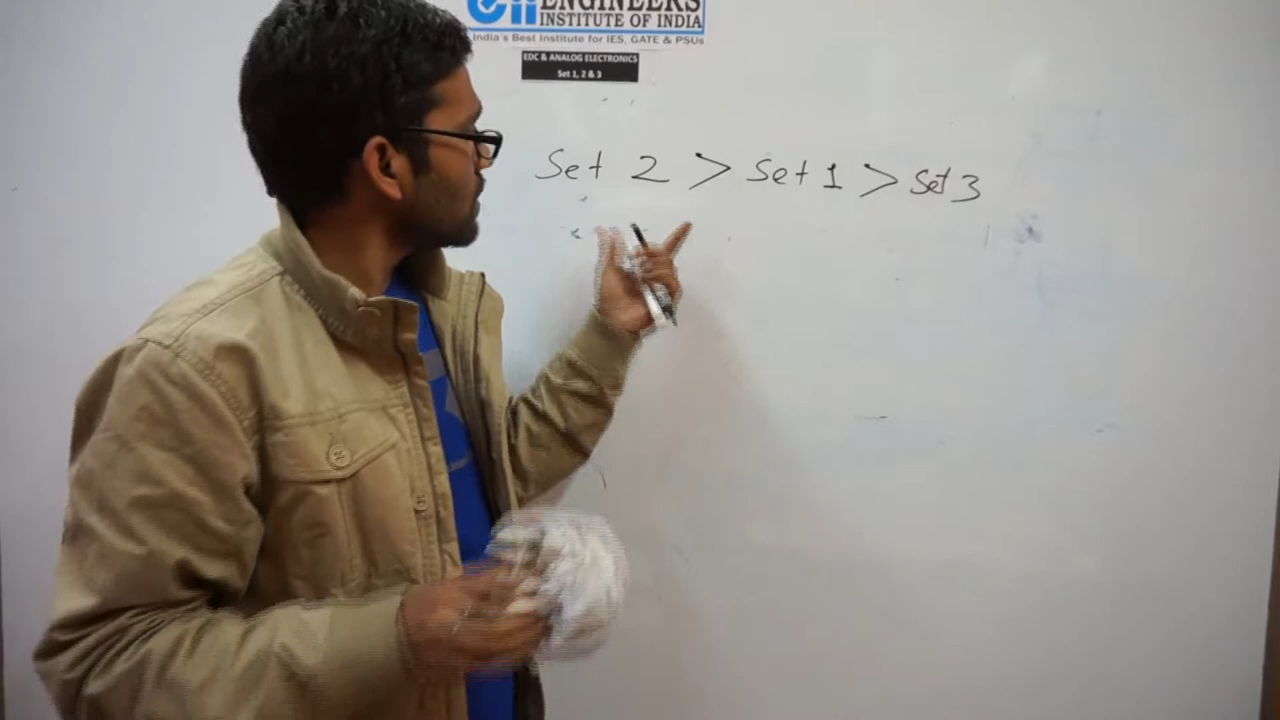 eii ENGINEERS
INSTITUTE OF INDIA
India's Best Institute for IES, GATE & PSUs
EDC & ANALOG ELECTRONICS
Set 1, 2 & 3
Set 2 > Set 1 > Set 3